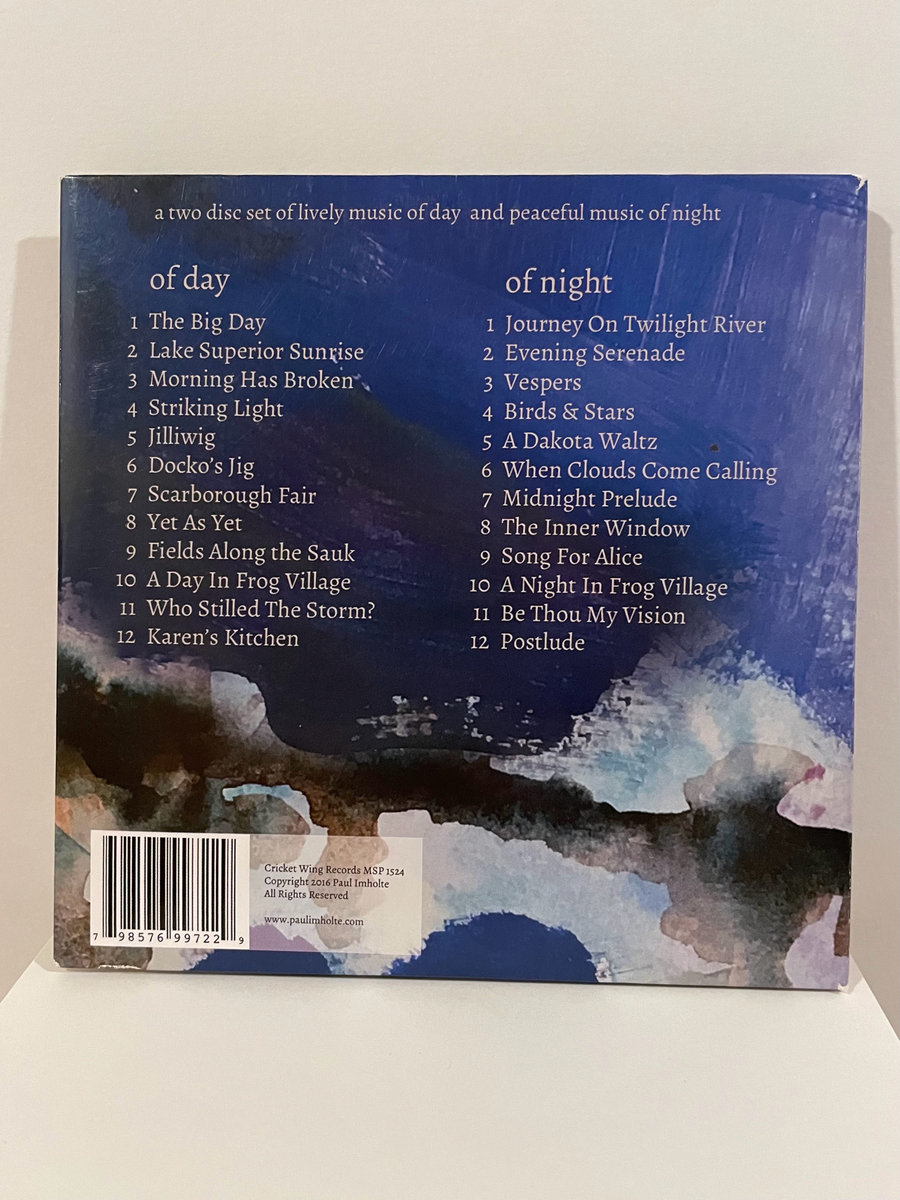 a two disc set of lively music of day and peaceful music of night
of day
1 The Big Day
2 Lake Superior Sunrise
3 Morning Has Broken
4 Striking Light
5 Jilliwig
6 Docko's Jig
7 Scarborough Fair
8 Yet As Yet
9 Fields Along the Sauk
10 A Day In Frog Village
11 Who Stilled The Storm?
12 Karen's Kitchen
of night
1 Journey On Twilight River
2 Evening Serenade
3 Vespers
4 Birds & Stars
5 A Dakota Waltz
6 When Clouds Come Calling
7 Midnight Prelude
8 The Inner Window
9 Song For Alice
10 A Night In Frog Village
11 Be Thou My Vision
12 Postlude
7 98576 99722 9
Cricket Wing Records MSP 1524
Copyright 2016 Paul Imholte
All Rights Reserved
www.paulimholte.com